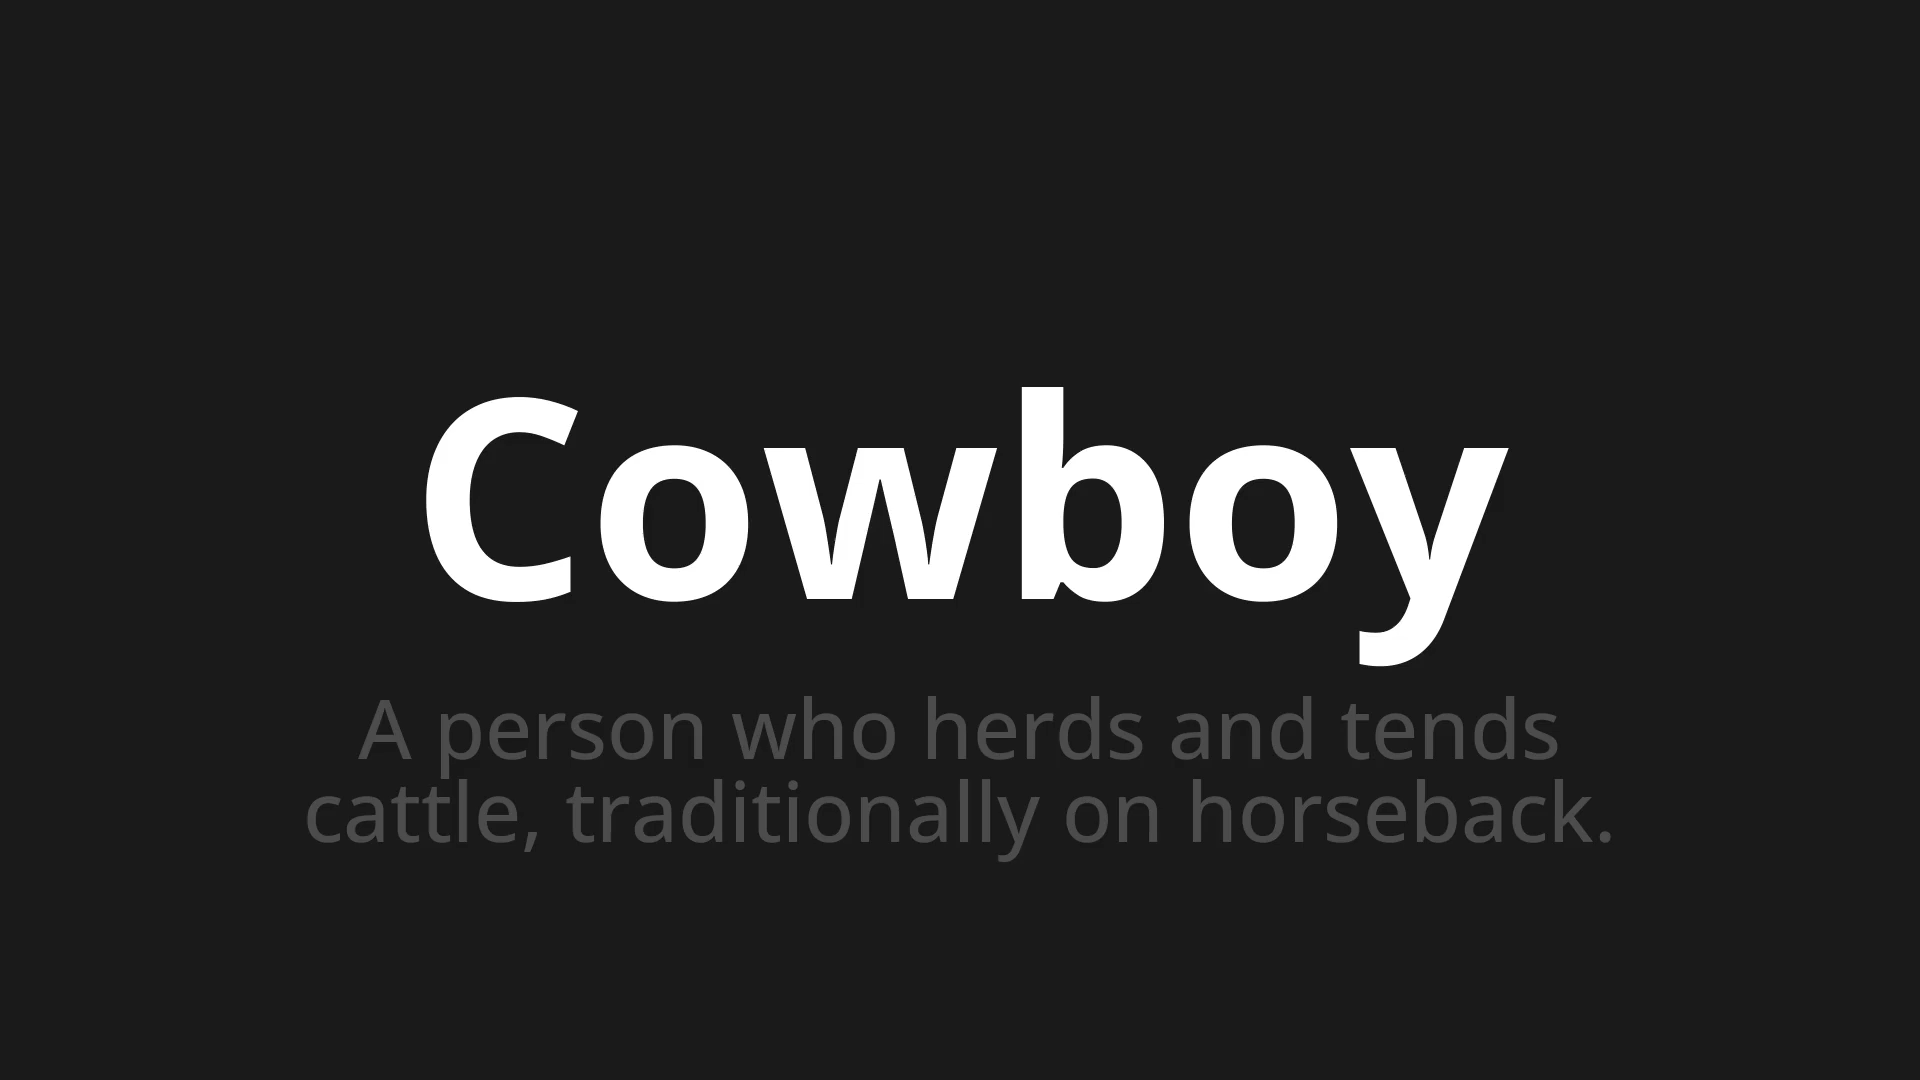 Cowboy
A person who herds and tends
cattle, traditionally on horseback.